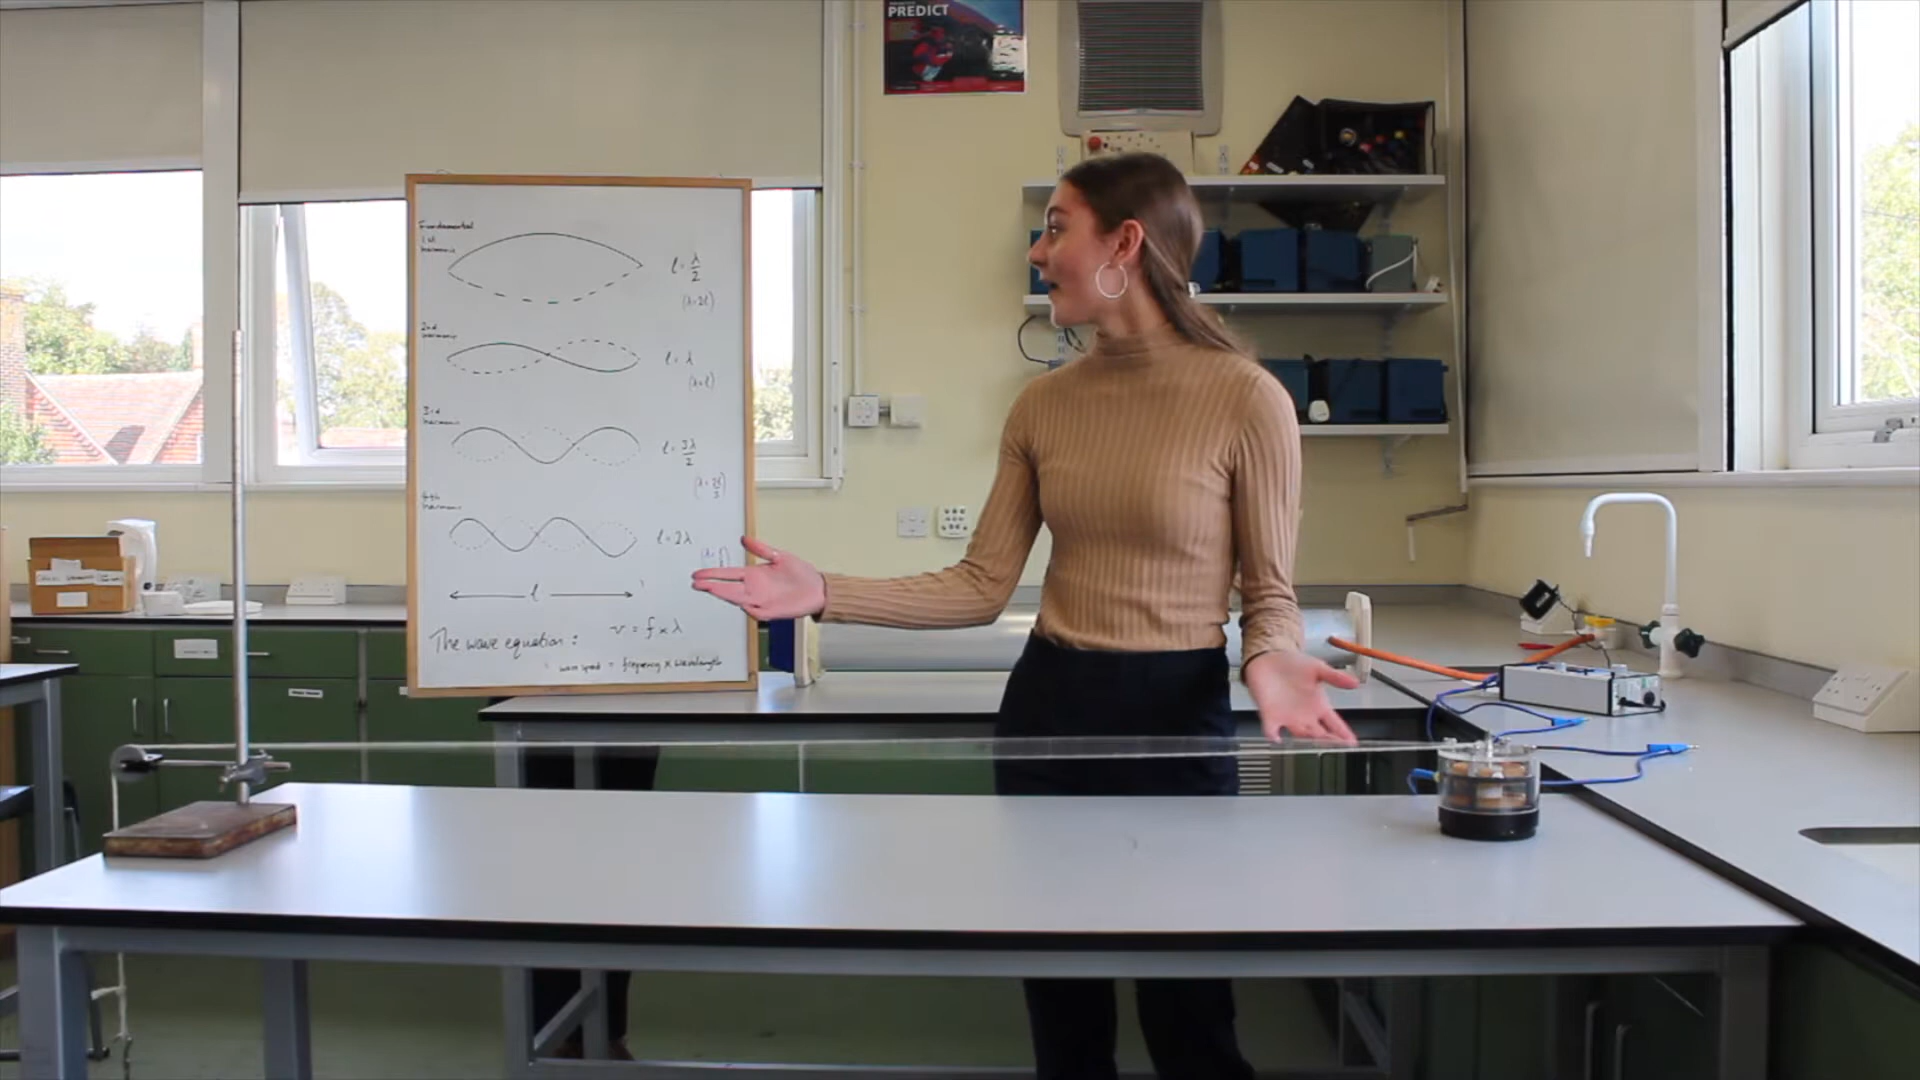 PREDICT
Fundamental
1st
harmonic
l = λ/2
(λ=2l)
2nd
harmonic
l = λ
(λ=l)
3rd
harmonic
l = 3λ/2
(λ=2l/3)
4th
harmonic
l = 2λ
l
The wave equation: v = f × λ
wave speed = frequency × wavelength